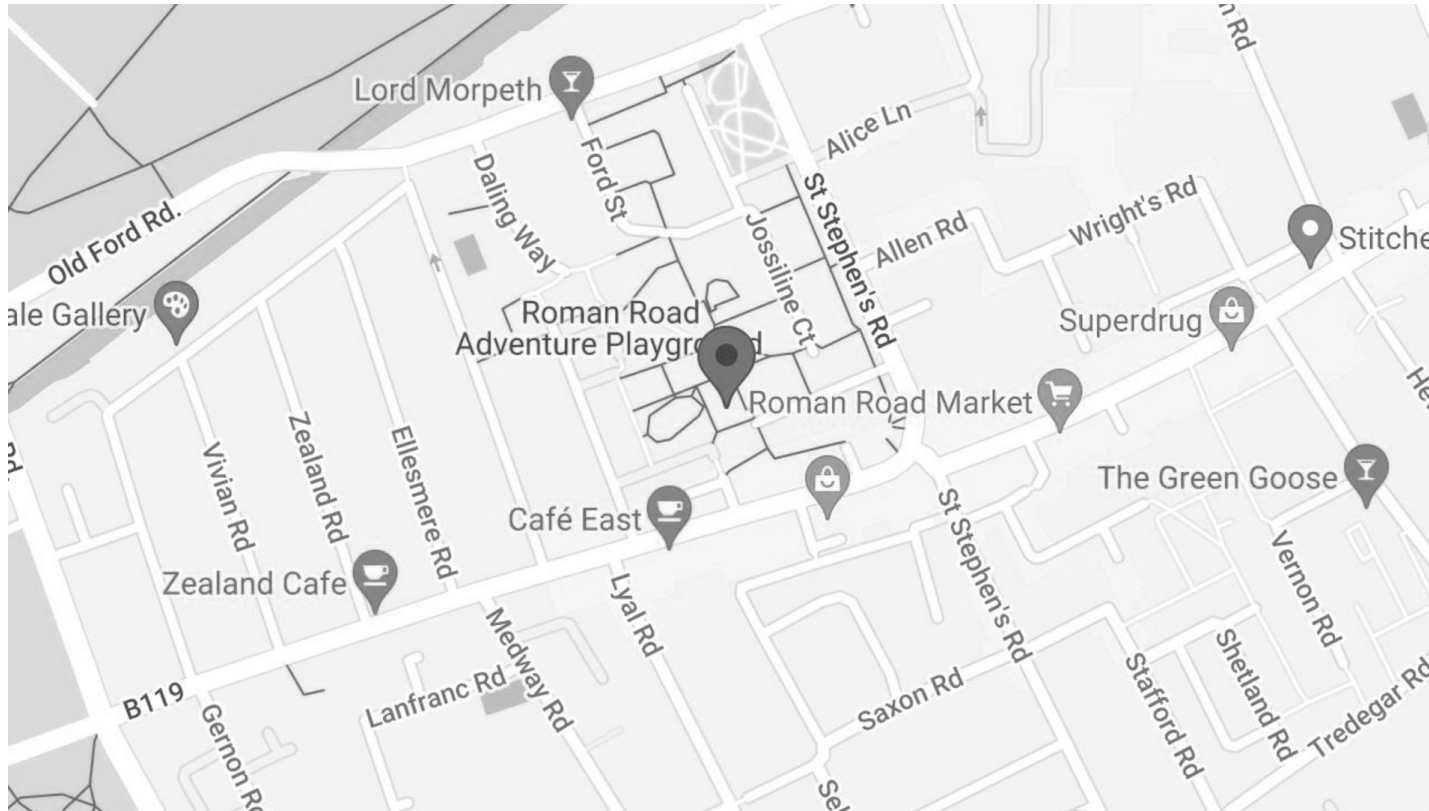 Lord Morpeth
Old Ford Rd.
ale Gallery
Daling Way
Ford St
Jossiline Ct
St Stephen's Rd
Alice Ln
Allen Rd
Wright's Rd
Stitche
Superdrug
Roman Road
Adventure Playgr
Roman Road Market
The Green Goose
Café East
Zealand Cafe
Vivian Rd
Zealand Rd
Ellesmere Rd
B119
Gernon Rd
Lanfranc Rd
Medway Rd
Lyal Rd
St Stephen's Rd
Saxon Rd
Stafford Rd
Shetland Rd
Vernon Rd
Tredegar Rd